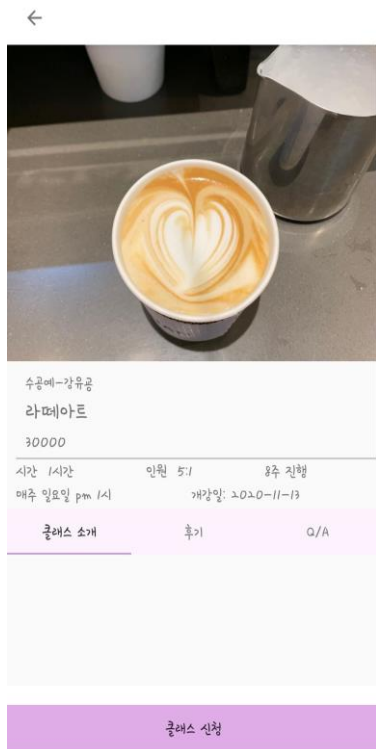 수공예-강유공
라떼아트
30000
시간 1시간 인원 5:1 8주 진행
매주 일요일 pm 1시 개강일: 2020-11-13
클래스 소개 후기 Q/A
클래스 신청